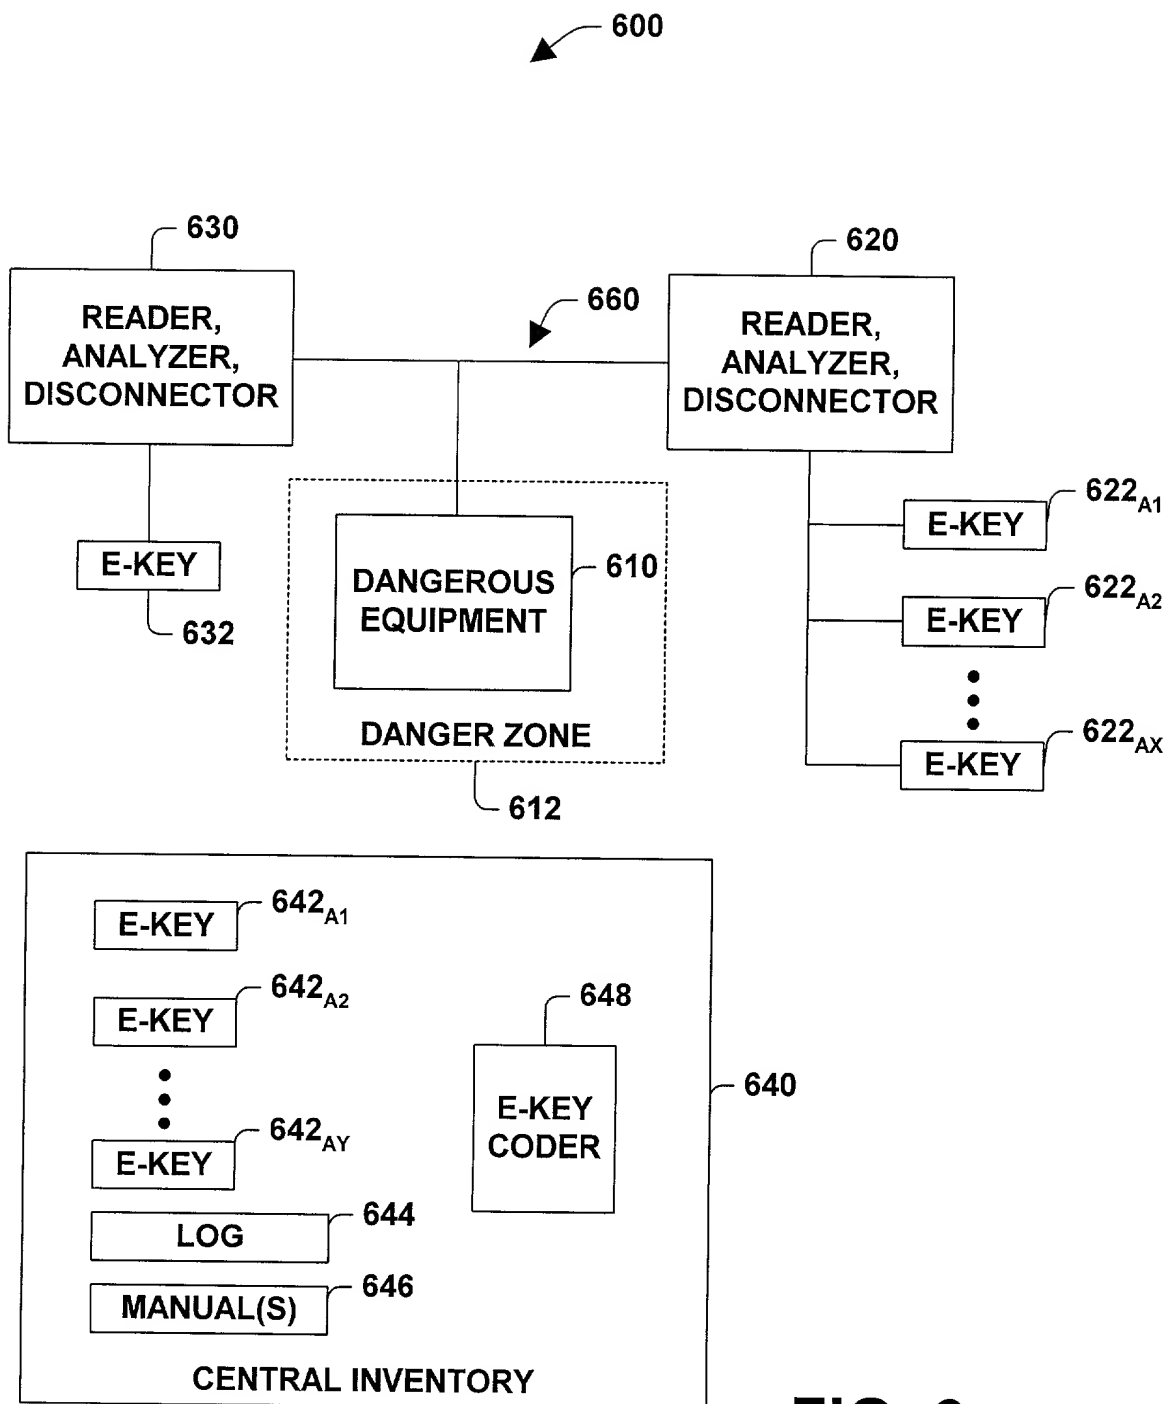 600
630
620
660
READER,
ANALYZER,
DISCONNECTOR
READER,
ANALYZER,
DISCONNECTOR
E-KEY
632
DANGEROUS
EQUIPMENT
610
DANGER ZONE
612
E-KEY
622A1
E-KEY
622A2
E-KEY
622AX
E-KEY
642A1
E-KEY
642A2
E-KEY
642AY
LOG
644
MANUAL(S)
646
648
E-KEY
CODER
640
CENTRAL INVENTORY